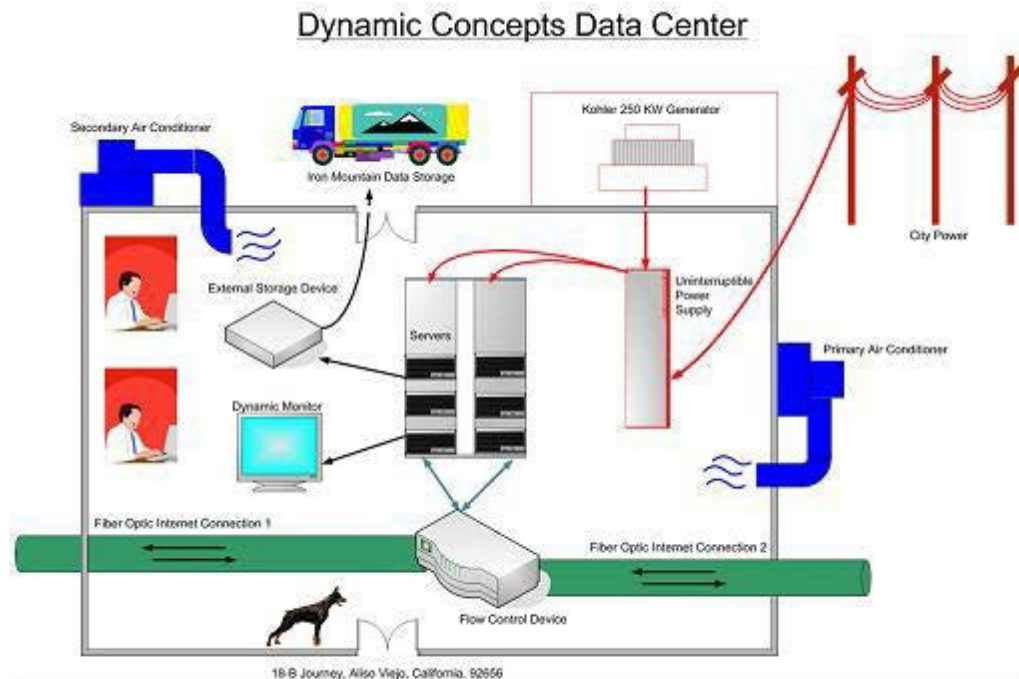 Dynamic Concepts Data Center
Secondary Air Conditioner
Iron Mountain Data Storage
Kohler 250 KW Generator
City Power
External Storage Device
Servers
Uninterruptible
Power
Supply
Primary Air Conditioner
Dynamic Monitor
Fiber Optic Internet Connection 1
Fiber Optic Internet Connection 2
Flow Control Device
18-B Journey, Aliso Viejo, California, 92656